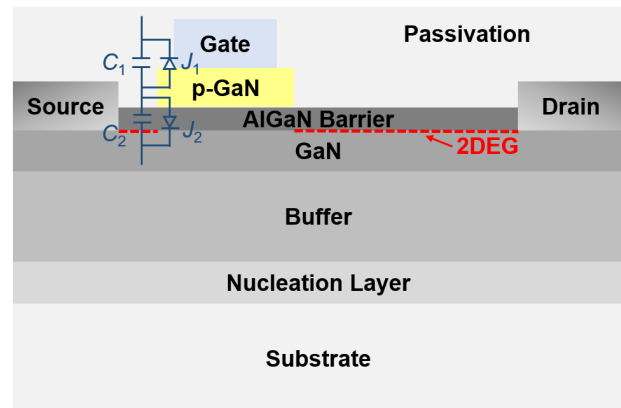 Gate
Passivation
C1
J1
p-GaN
Source
AlGaN Barrier
Drain
C2
J2
2DEG
GaN
Buffer
Nucleation Layer
Substrate